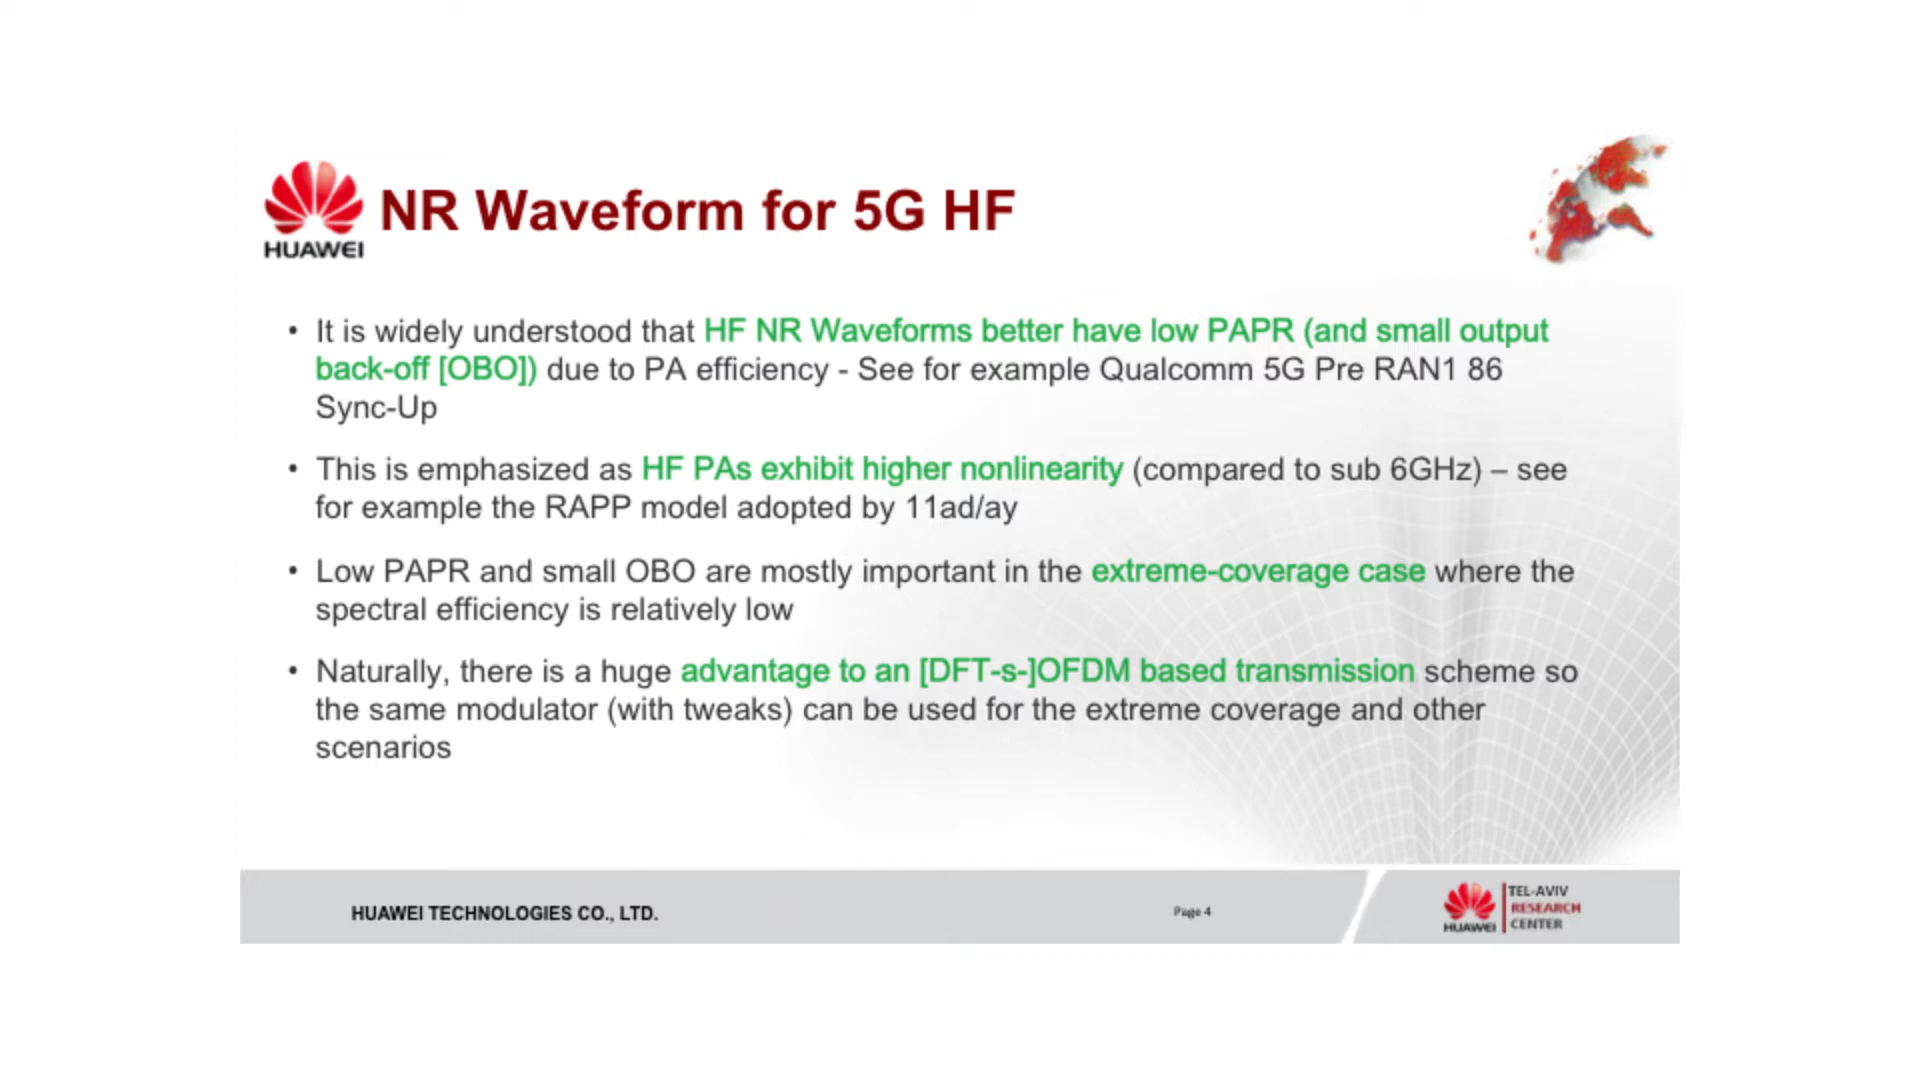 HUAWEI
NR Waveform for 5G HF
• It is widely understood that HF NR Waveforms better have low PAPR (and small output
back-off [OBO]) due to PA efficiency - See for example Qualcomm 5G Pre RAN1 86
Sync-Up
• This is emphasized as HF PAs exhibit higher nonlinearity (compared to sub 6GHz) – see
for example the RAPP model adopted by 11ad/ay
• Low PAPR and small OBO are mostly important in the extreme-coverage case where the
spectral efficiency is relatively low
• Naturally, there is a huge advantage to an [DFT-s-]OFDM based transmission scheme so
the same modulator (with tweaks) can be used for the extreme coverage and other
scenarios
HUAWEI TECHNOLOGIES CO., LTD.
Page 4
HUAWEI
TEL-AVIV
RESEARCH
CENTER